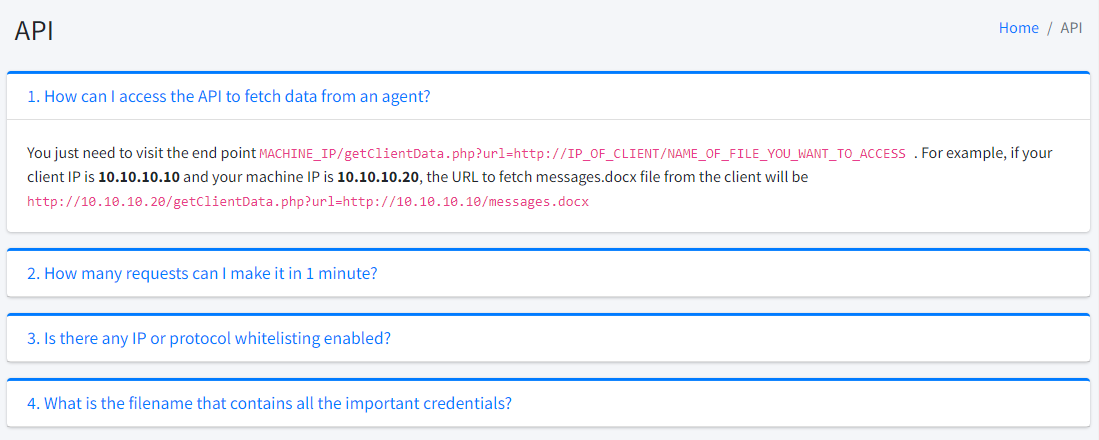 API
Home / API
1. How can I access the API to fetch data from an agent?
You just need to visit the end point MACHINE_IP/getClientData.php?url=http://IP_OF_CLIENT/NAME_OF_FILE_YOU_WANT_TO_ACCESS . For example, if your
client IP is 10.10.10.10 and your machine IP is 10.10.10.20, the URL to fetch messages.docx file from the client will be
http://10.10.10.20/getClientData.php?url=http://10.10.10.10/messages.docx
2. How many requests can I make it in 1 minute?
3. Is there any IP or protocol whitelisting enabled?
4. What is the filename that contains all the important credentials?